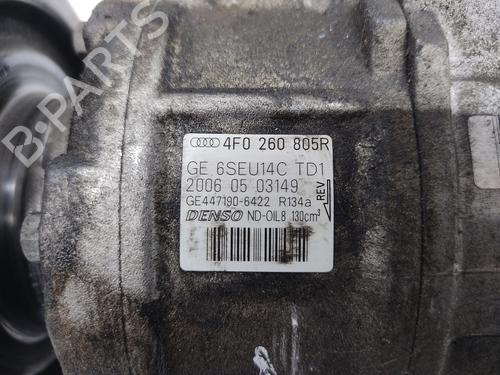 B-PARTS
4F0 260 805R
GE 6SEU14C TD1
2006 05 03149
GE447190-6422 R134a
DENSO ND-OIL8 130cm³
REV